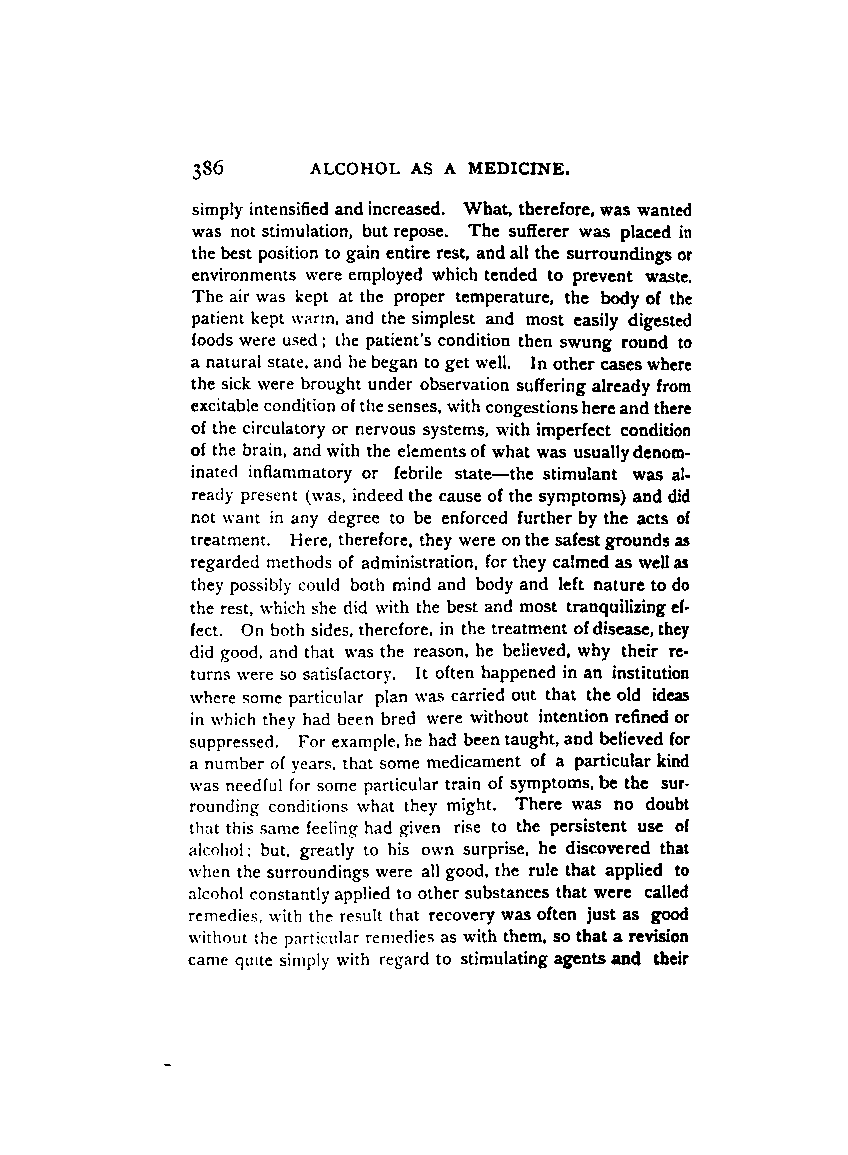 386 ALCOHOL AS A MEDICINE.
simply intensified and increased. What, therefore, was wanted
was not stimulation, but repose. The sufferer was placed in
the best position to gain entire rest, and all the surroundings or
environments were employed which tended to prevent waste.
The air was kept at the proper temperature, the body of the
patient kept warm, and the simplest and most easily digested
foods were used; the patient's condition then swung round to
a natural state, and he began to get well. In other cases where
the sick were brought under observation suffering already from
excitable condition of the senses, with congestions here and there
of the circulatory or nervous systems, with imperfect condition
of the brain, and with the elements of what was usually denom-
inated inflammatory or febrile state—the stimulant was al-
ready present (was, indeed the cause of the symptoms) and did
not want in any degree to be enforced further by the acts of
treatment. Here, therefore, they were on the safest grounds as
regarded methods of administration, for they calmed as well as
they possibly could both mind and body and left nature to do
the rest, which she did with the best and most tranquilizing ef-
fect. On both sides, therefore, in the treatment of disease, they
did good, and that was the reason, he believed, why their re-
turns were so satisfactory. It often happened in an institution
where some particular plan was carried out that the old ideas
in which they had been bred were without intention refined or
suppressed. For example, he had been taught, and believed for
a number of years, that some medicament of a particular kind
was needful for some particular train of symptoms, be the sur-
rounding conditions what they might. There was no doubt
that this same feeling had given rise to the persistent use of
alcohol; but, greatly to his own surprise, he discovered that
when the surroundings were all good, the rule that applied to
alcohol constantly applied to other substances that were called
remedies, with the result that recovery was often just as good
without the particular remedies as with them, so that a revision
came quite simply with regard to stimulating agents and their